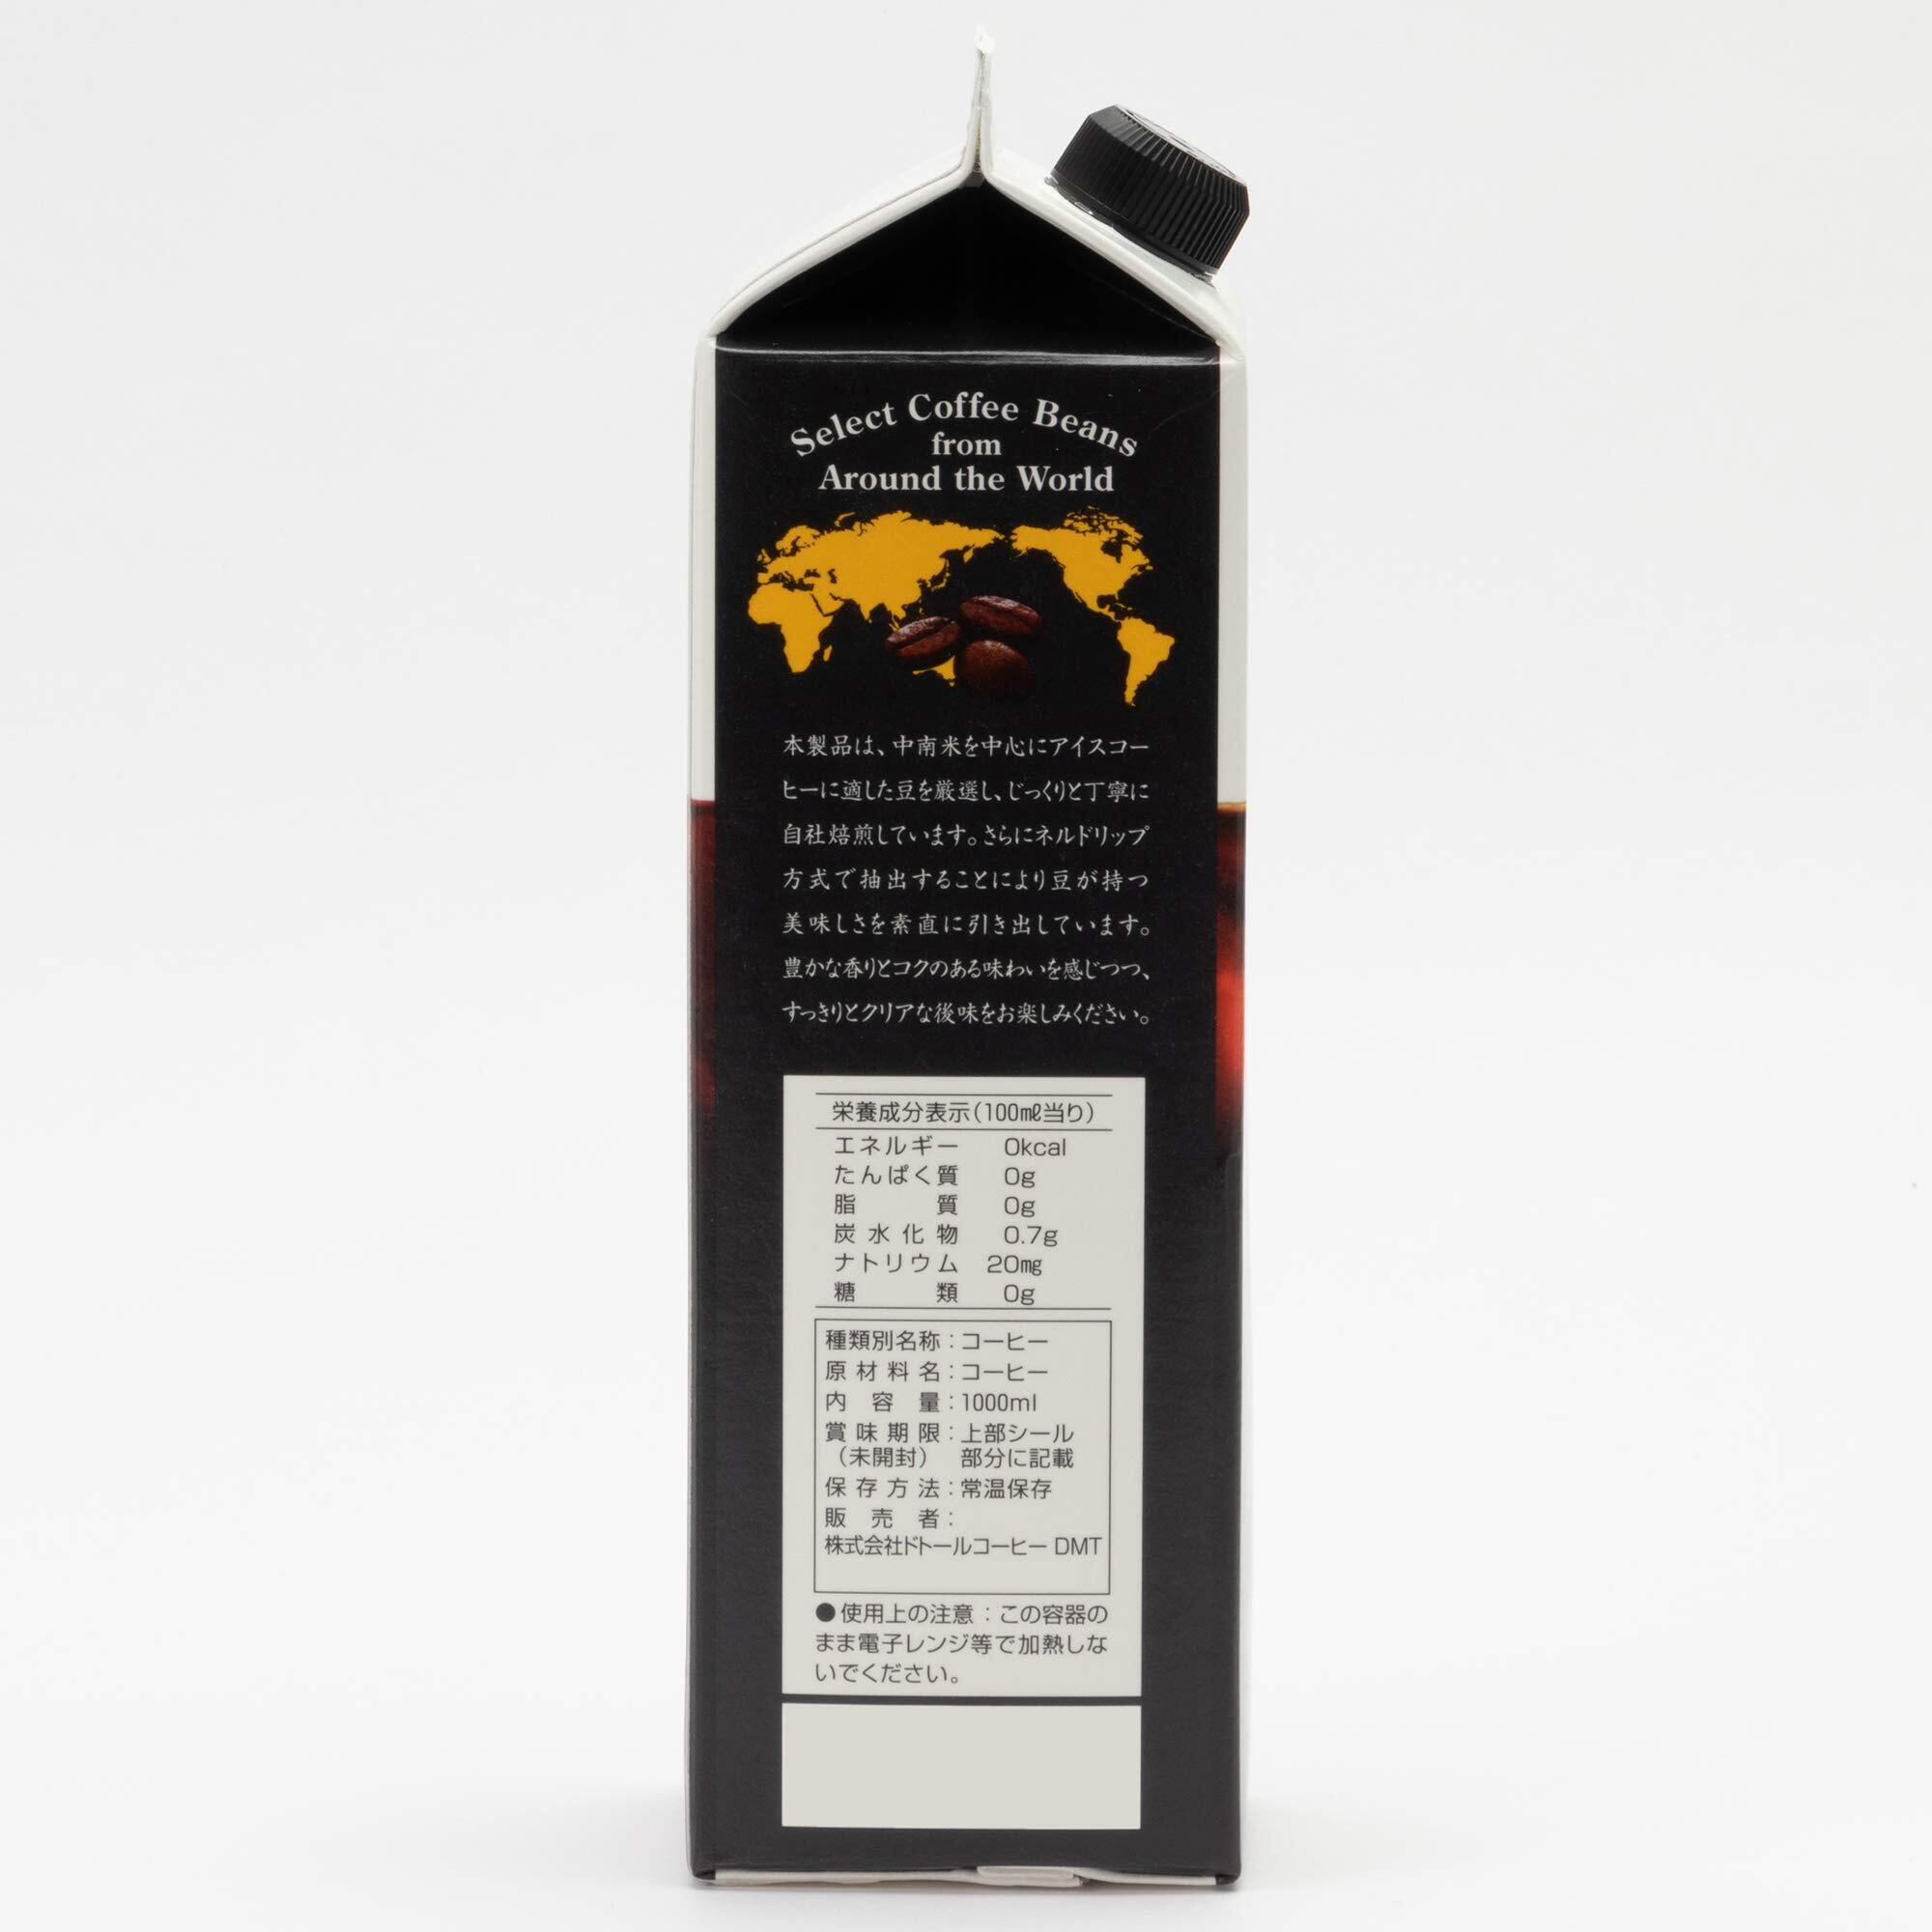 Select Coffee Beans
from
Around the World
本製品は、中南米を中心にアイスコー
ヒーに適した豆を厳選し、じっくりと丁寧に
自社焙煎しています。さらにネルドリップ
方式で抽出することにより豆が持つ
美味しさを素直に引き出しています。
豊かな香りとコクのある味わいを感じつつ、
すっきりとクリアな後味をお楽しみください。
栄養成分表示(100mℓ当り)
エネルギー 0kcal
たんぱく質 0g
脂質 0g
炭水化物 0.7g
ナトリウム 20mg
糖類 0g
種類別名称:コーヒー
原材料名:コーヒー
内容量:1000ml
賞味期限:上部シール
(未開封) 部分に記載
保存方法:常温保存
販売者:
株式会社ドトールコーヒー DMT
●使用上の注意:この容器の
まま電子レンジ等で加熱しな
いでください。